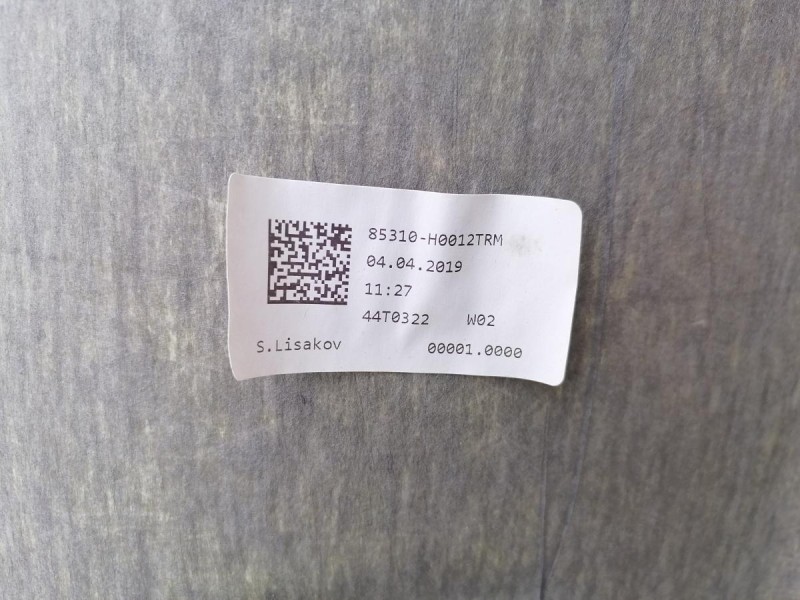 85310-H0012TRM
04.04.2019
11:27
44T0322 W02
S.Lisakov 00001.0000